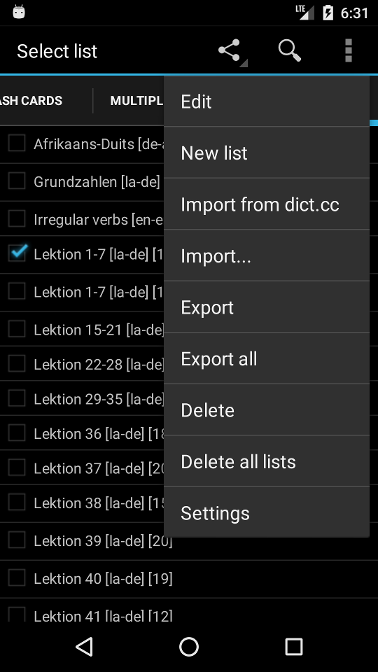 LTE 6:31
Select list
ASH CARDS
MULTIPL
Edit
New list
Import from dict.cc
Import...
Export
Export all
Delete
Delete all lists
Settings
Afrikaans-Duits [de-a
Grundzahlen [la-de]
Irregular verbs [en-e
Lektion 1-7 [la-de] [1
Lektion 1-7 [la-de] [1
Lektion 15-21 [la-de]
Lektion 22-28 [la-de]
Lektion 29-35 [la-de]
Lektion 36 [la-de] [18
Lektion 37 [la-de] [20
Lektion 38 [la-de] [15
Lektion 39 [la-de] [20]
Lektion 40 [la-de] [19]
Lektion 41 [la-de] [12]